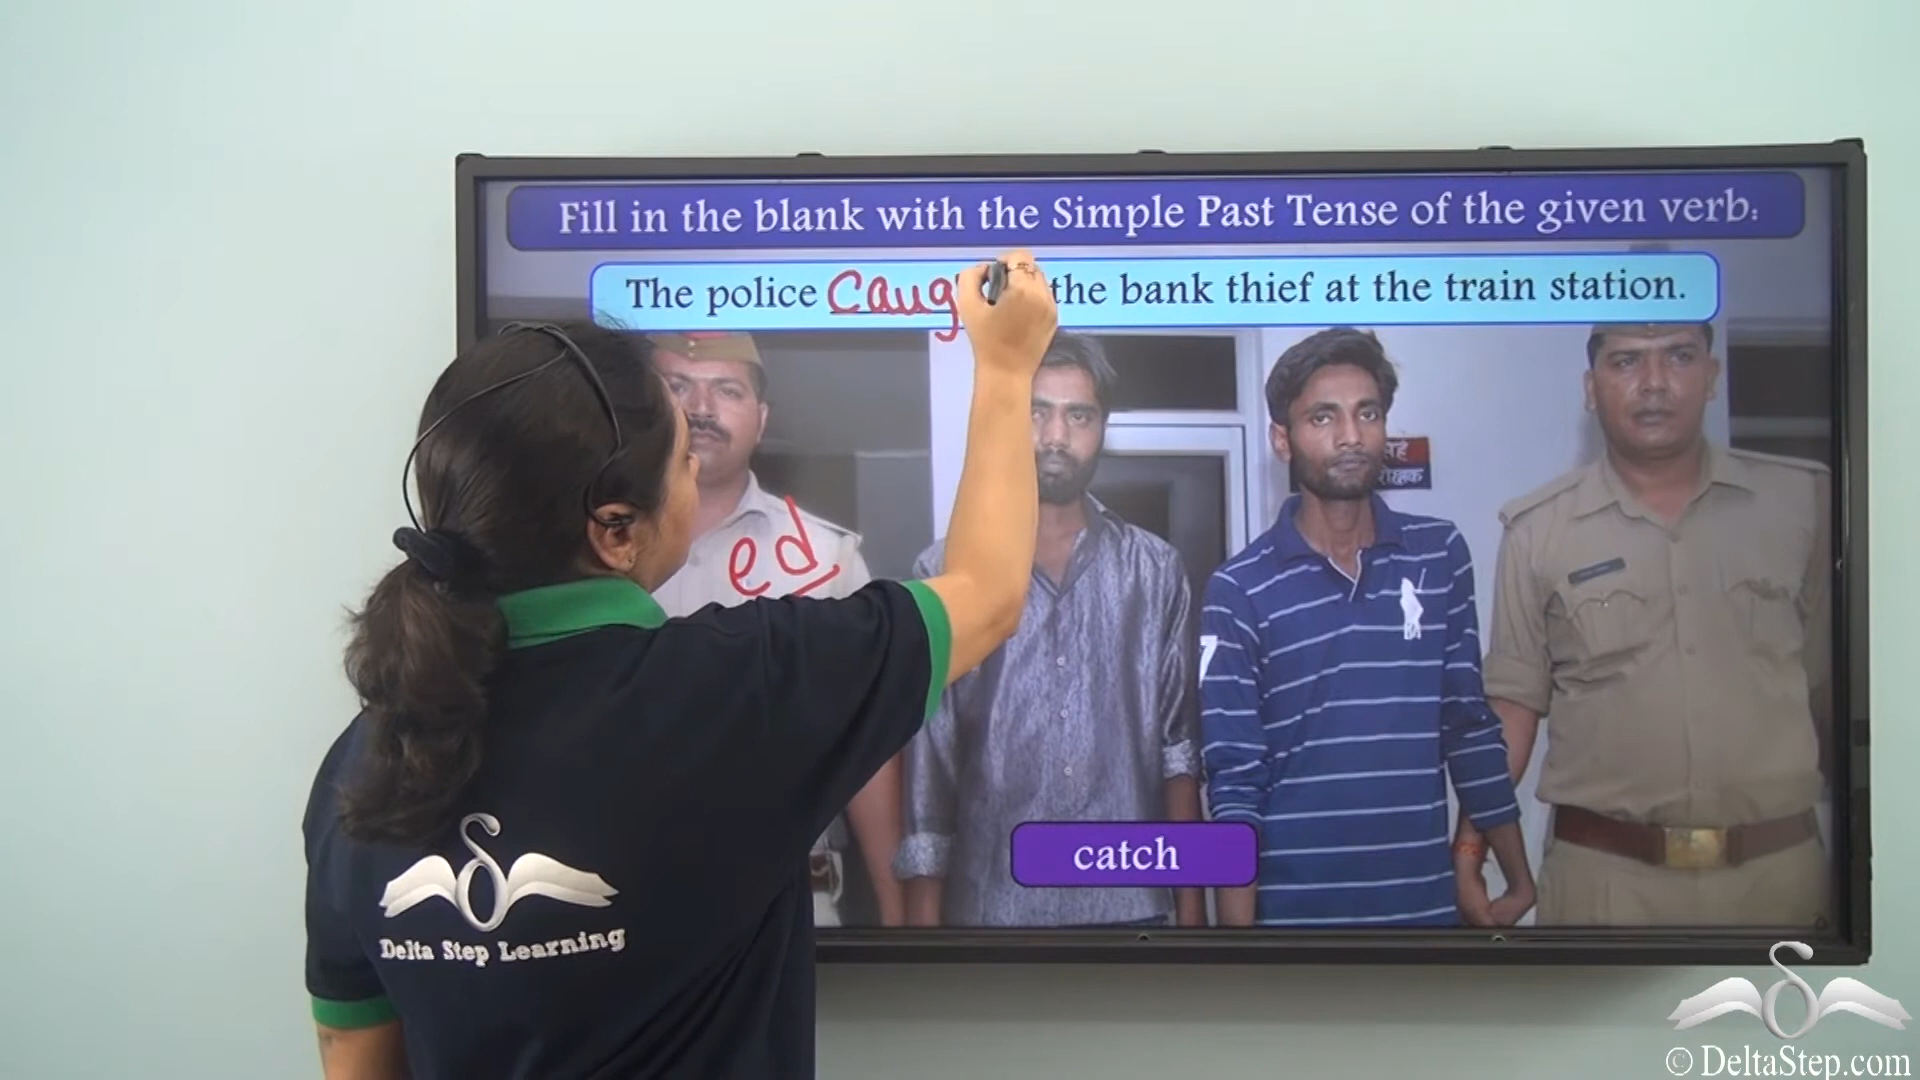 Fill in the blank with the Simple Past Tense of the given verb:
The police caug the bank thief at the train station.
ed
7
catch
Delta Step Learning
© DeltaStep.com